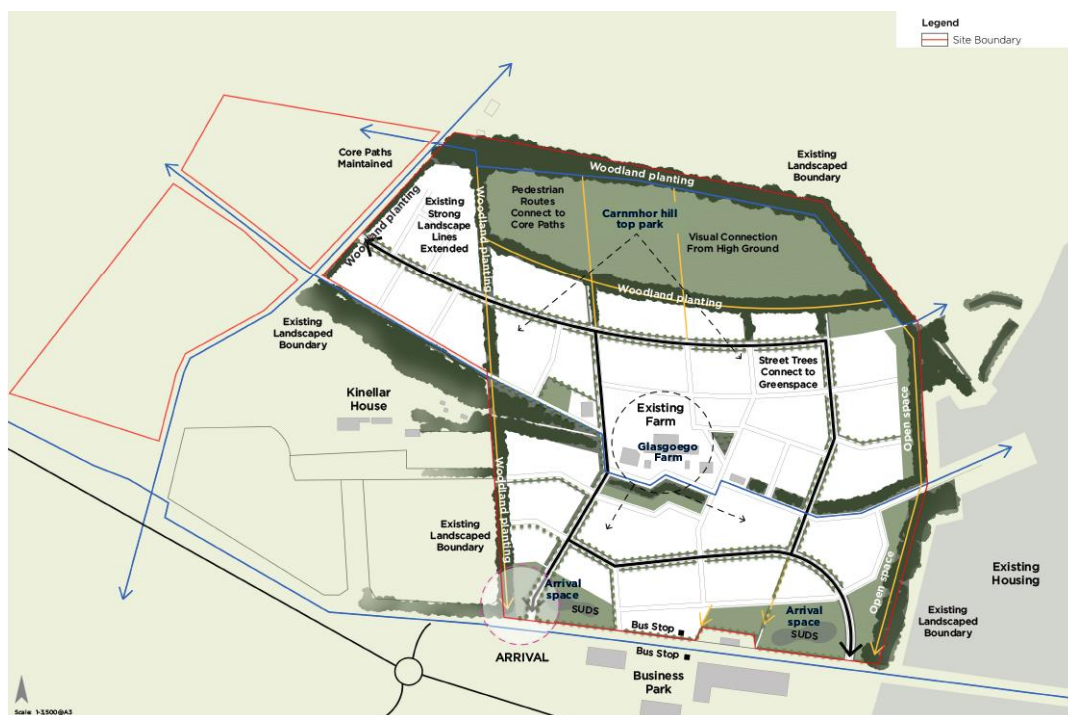 Legend
Site Boundary
Core Paths
Maintained
Woodland planting
Existing
Landscaped
Boundary
Pedestrian
Routes
Connect to
Core Paths
Carnmhor hill
top park
Visual Connection
From High Ground
Existing
Strong
Landscape
Lines
Extended
Woodland planting
Woodland planting
Woodland planting
Existing
Landscaped
Boundary
Street Trees
Connect to
Greenspace
Kinellar
House
Existing
Farm
Glasgoego
Farm
Open space
Woodland planting
Existing
Landscaped
Boundary
Existing
Housing
Open space
Arrival
space
SUDS
Arrival
space
SUDS
Existing
Landscaped
Boundary
Bus Stop
Bus Stop
ARRIVAL
Business
Park
Scale: 1-3500@A3